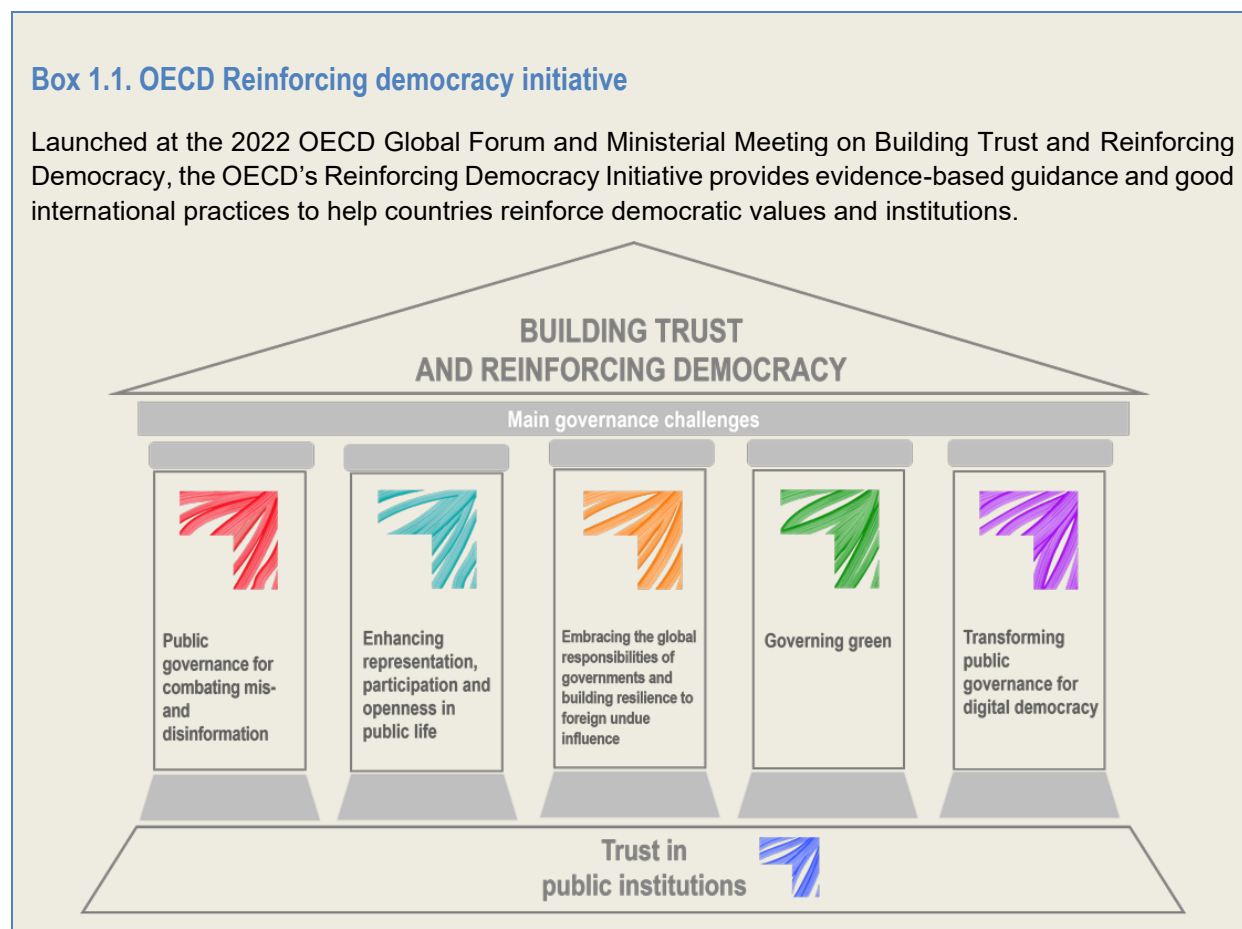 Box 1.1. OECD Reinforcing democracy initiative
Launched at the 2022 OECD Global Forum and Ministerial Meeting on Building Trust and Reinforcing
Democracy, the OECD’s Reinforcing Democracy Initiative provides evidence-based guidance and good
international practices to help countries reinforce democratic values and institutions.
BUILDING TRUST
AND REINFORCING DEMOCRACY
Main governance challenges
Public
governance for
combating mis-
and
disinformation
Enhancing
representation,
participation and
openness in
public life
Embracing the global
responsibilities of
governments and
building resilience to
foreign undue
influence
Governing green
Transforming
public
governance for
digital democracy
Trust in
public institutions